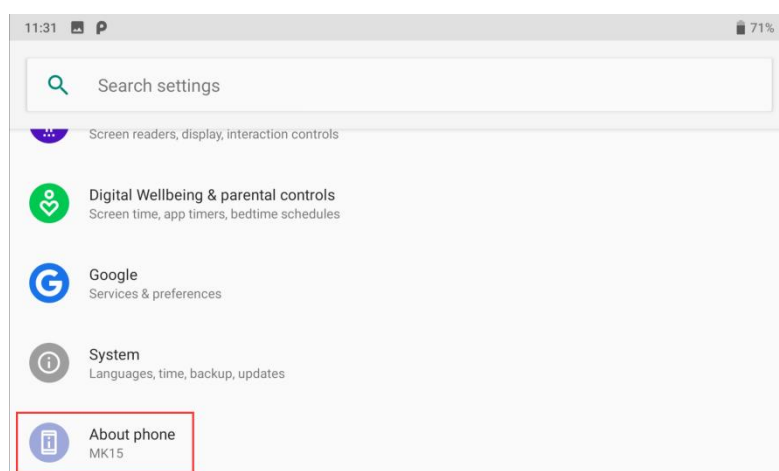 11:31
71%
Search settings
Screen readers, display, interaction controls
Digital Wellbeing & parental controls
Screen time, app timers, bedtime schedules
Google
Services & preferences
System
Languages, time, backup, updates
About phone
MK15